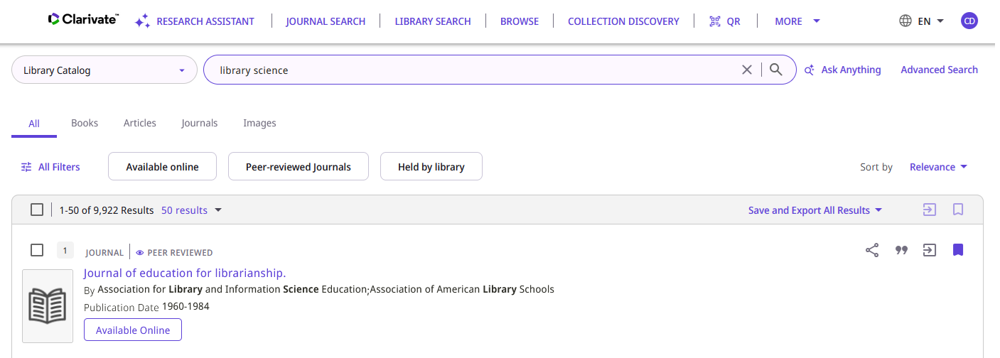 Clarivate™ RESEARCH ASSISTANT JOURNAL SEARCH LIBRARY SEARCH BROWSE COLLECTION DISCOVERY QR MORE EN CD
Library Catalog library science Ask Anything Advanced Search
All Books Articles Journals Images
All Filters Available online Peer-reviewed Journals Held by library Sort by Relevance
1-50 of 9,922 Results 50 results Save and Export All Results
1 JOURNAL PEER REVIEWED
Journal of education for librarianship.
By Association for Library and Information Science Education;Association of American Library Schools
Publication Date 1960-1984
Available Online